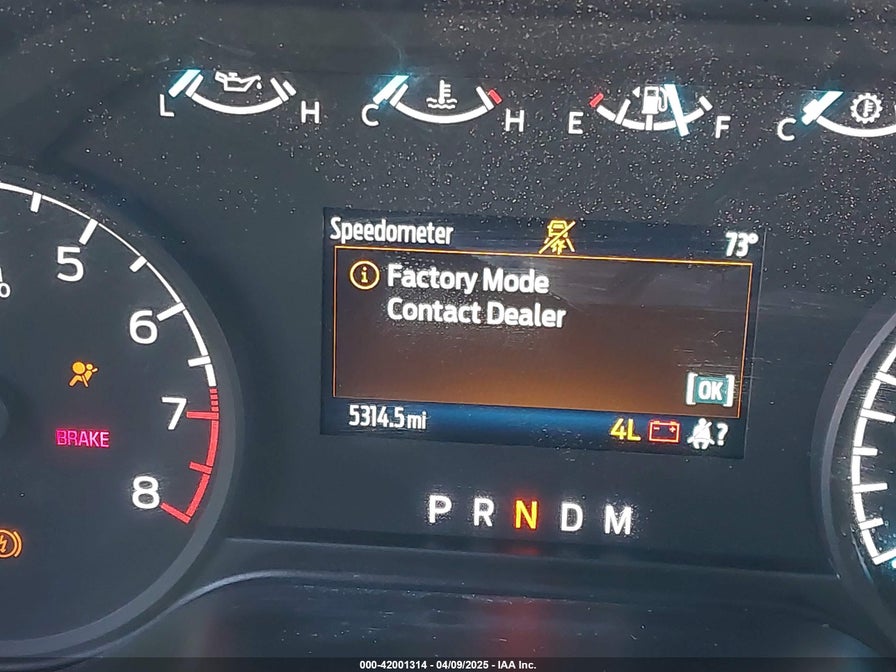 L H C H E F C
Speedometer 73°
5
Factory Mode
Contact Dealer
6
OK
7
5314.5mi 4L ?
BRAKE
8
P R N D M
000-42001314 - 04/09/2025 - IAA Inc.